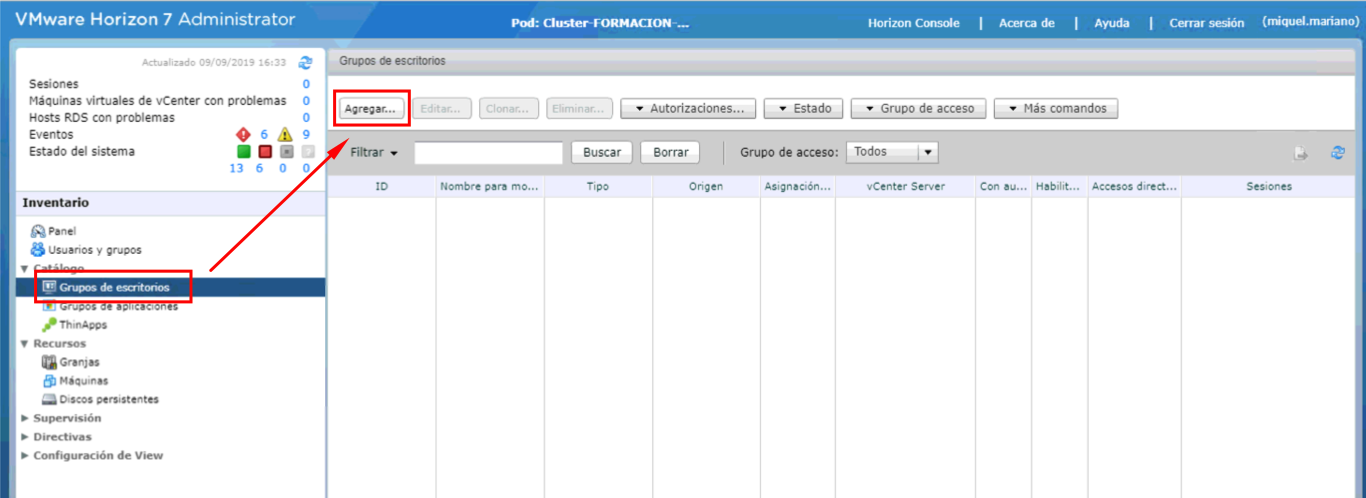 VMware Horizon 7 Administrator
Pod: Cluster-FORMACION-...
Horizon Console | Acerca de | Ayuda | Cerrar sesión (miquel.mariano)
Actualizado 09/09/2019 16:33
Sesiones 0
Máquinas virtuales de vCenter con problemas 0
Hosts RDS con problemas 0
Eventos 6 9
Estado del sistema
13 6 0 0
Inventario
Panel
Usuarios y grupos
Catálogo
Grupos de escritorios
Grupos de aplicaciones
ThinApps
Recursos
Granjas
Máquinas
Discos persistentes
Supervisión
Directivas
Configuración de View
Grupos de escritorios
Agregar... Editar... Clonar... Eliminar... Autorizaciones... Estado Grupo de acceso Más comandos
Filtrar Buscar Borrar Grupo de acceso: Todos
ID Nombre para mo... Tipo Origen Asignación... vCenter Server Con au... Habilit... Accesos direct... Sesiones